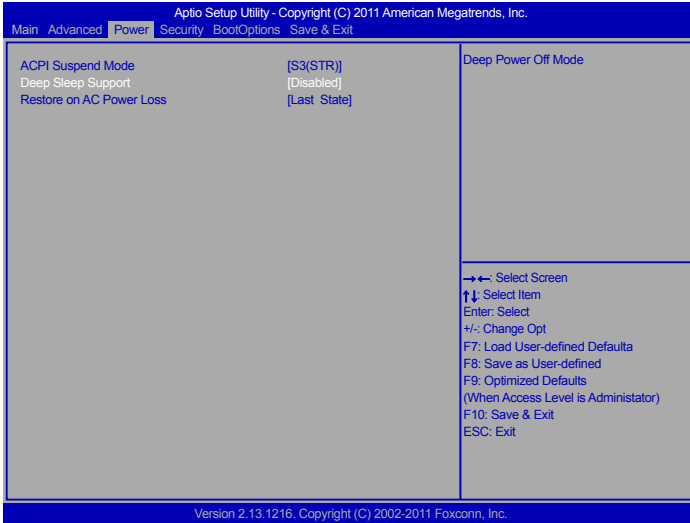 Aptio Setup Utility - Copyright (C) 2011 American Megatrends, Inc.
Main Advanced Power Security BootOptions Save & Exit
ACPI Suspend Mode [S3(STR)]
Deep Sleep Support [Disabled]
Restore on AC Power Loss [Last State]
Deep Power Off Mode
→←: Select Screen
↑↓: Select Item
Enter: Select
+/-: Change Opt
F7: Load User-defined Defaulta
F8: Save as User-defined
F9: Optimized Defaults
(When Access Level is Administator)
F10: Save & Exit
ESC: Exit
Version 2.13.1216. Copyright (C) 2002-2011 Foxconn, Inc.